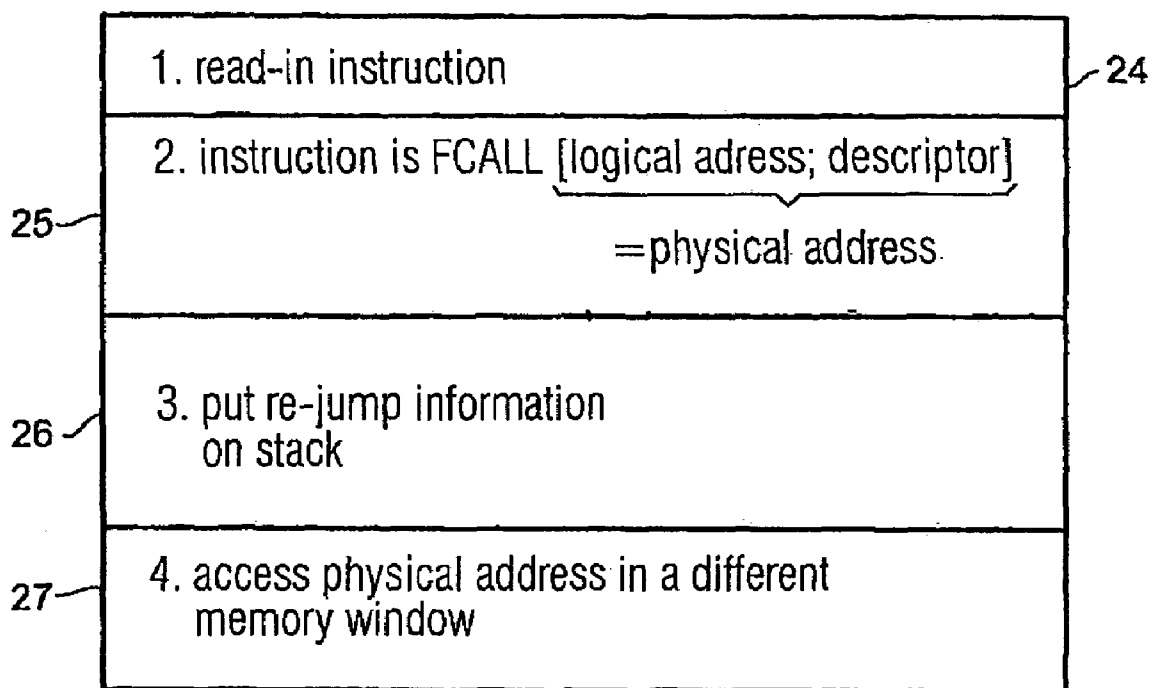 1. read-in instruction
24
2. instruction is FCALL [logical adress; descriptor]
25
=physical address
3. put re-jump information
on stack
26
4. access physical address in a different
memory window
27